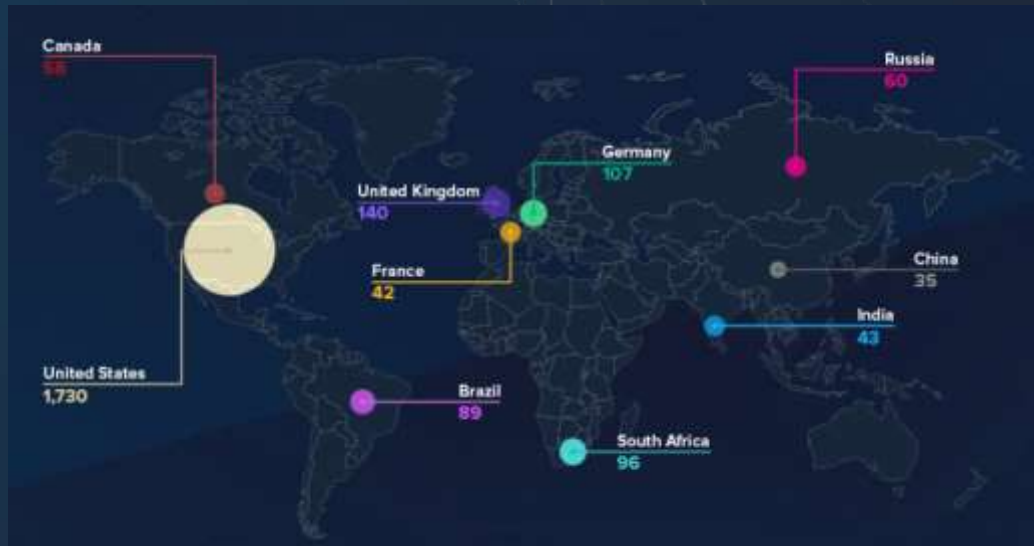 Canada
Russia
60
Germany
107
United Kingdom
140
China
35
France
42
India
43
United States
1,730
Brazil
89
South Africa
96